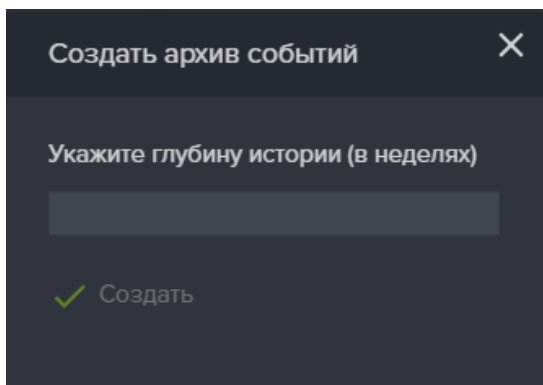 Создать архив событий
Укажите глубину истории (в неделях)
Создать